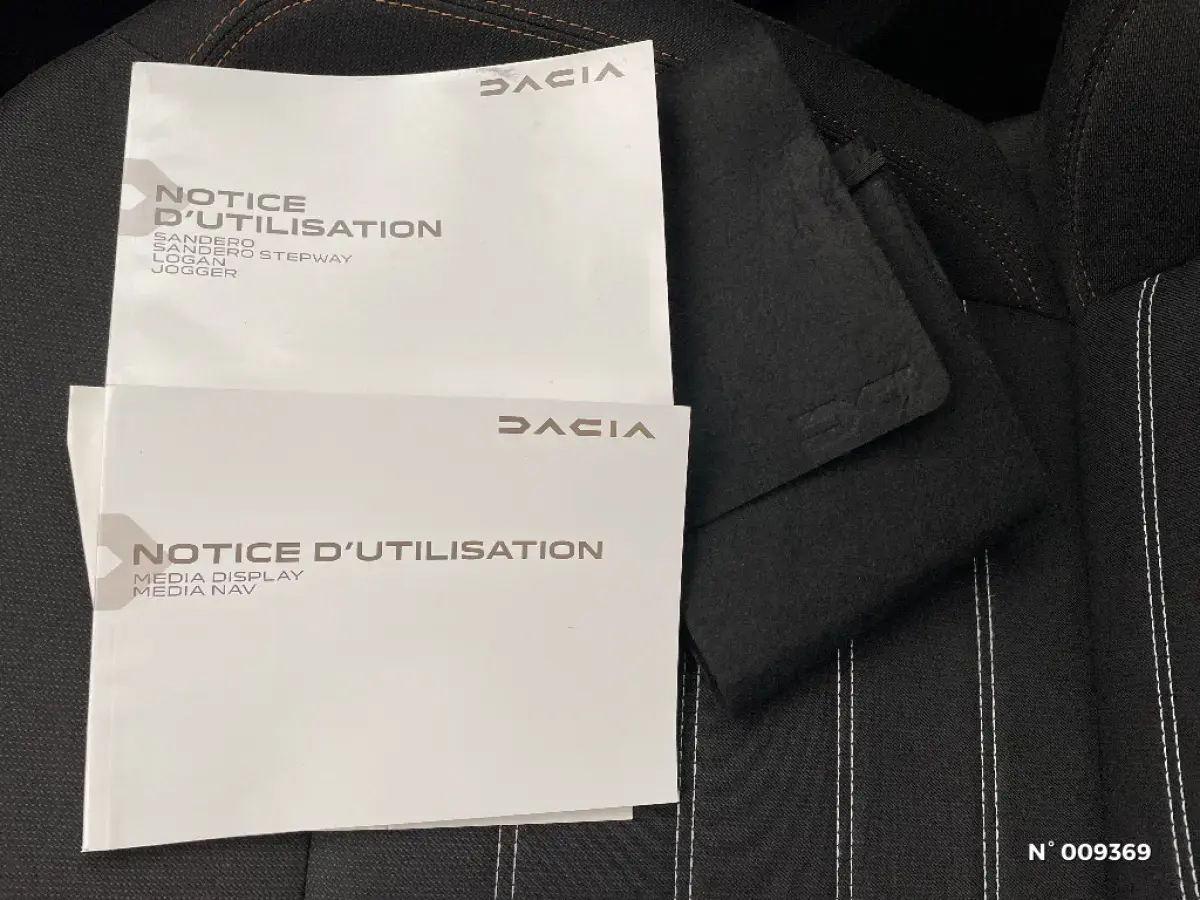 DACIA
NOTICE
D'UTILISATION
SANDERO
SANDERO STEPWAY
LOGAN
JOGGER
DACIA
NOTICE D'UTILISATION
MEDIA DISPLAY
MEDIA NAV
N° 009369